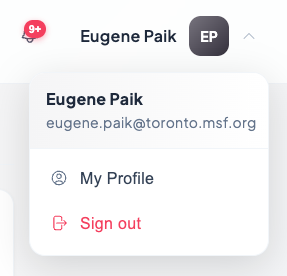 9+
Eugene Paik EP
Eugene Paik
eugene.paik@toronto.msf.org
My Profile
Sign out